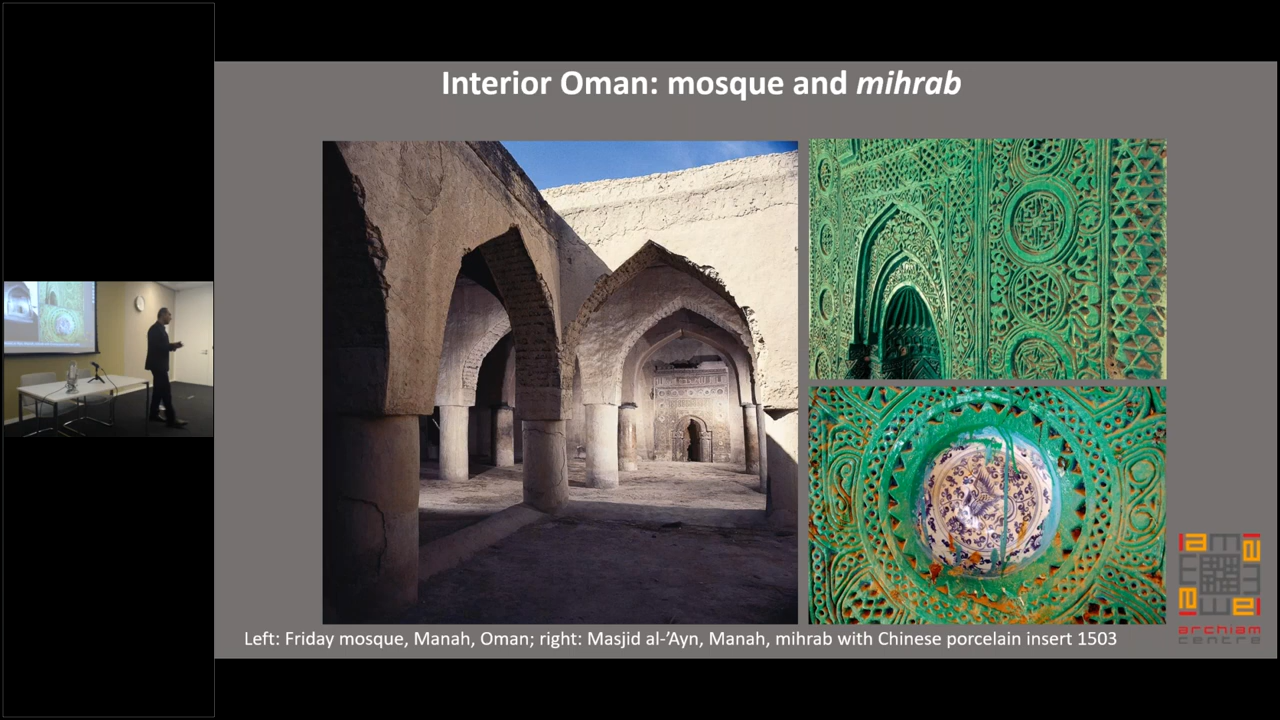 Interior Oman: mosque and mihrab
Left: Friday mosque, Manah, Oman; right: Masjid al-’Ayn, Manah, mihrab with Chinese porcelain insert 1503
archiam
centre